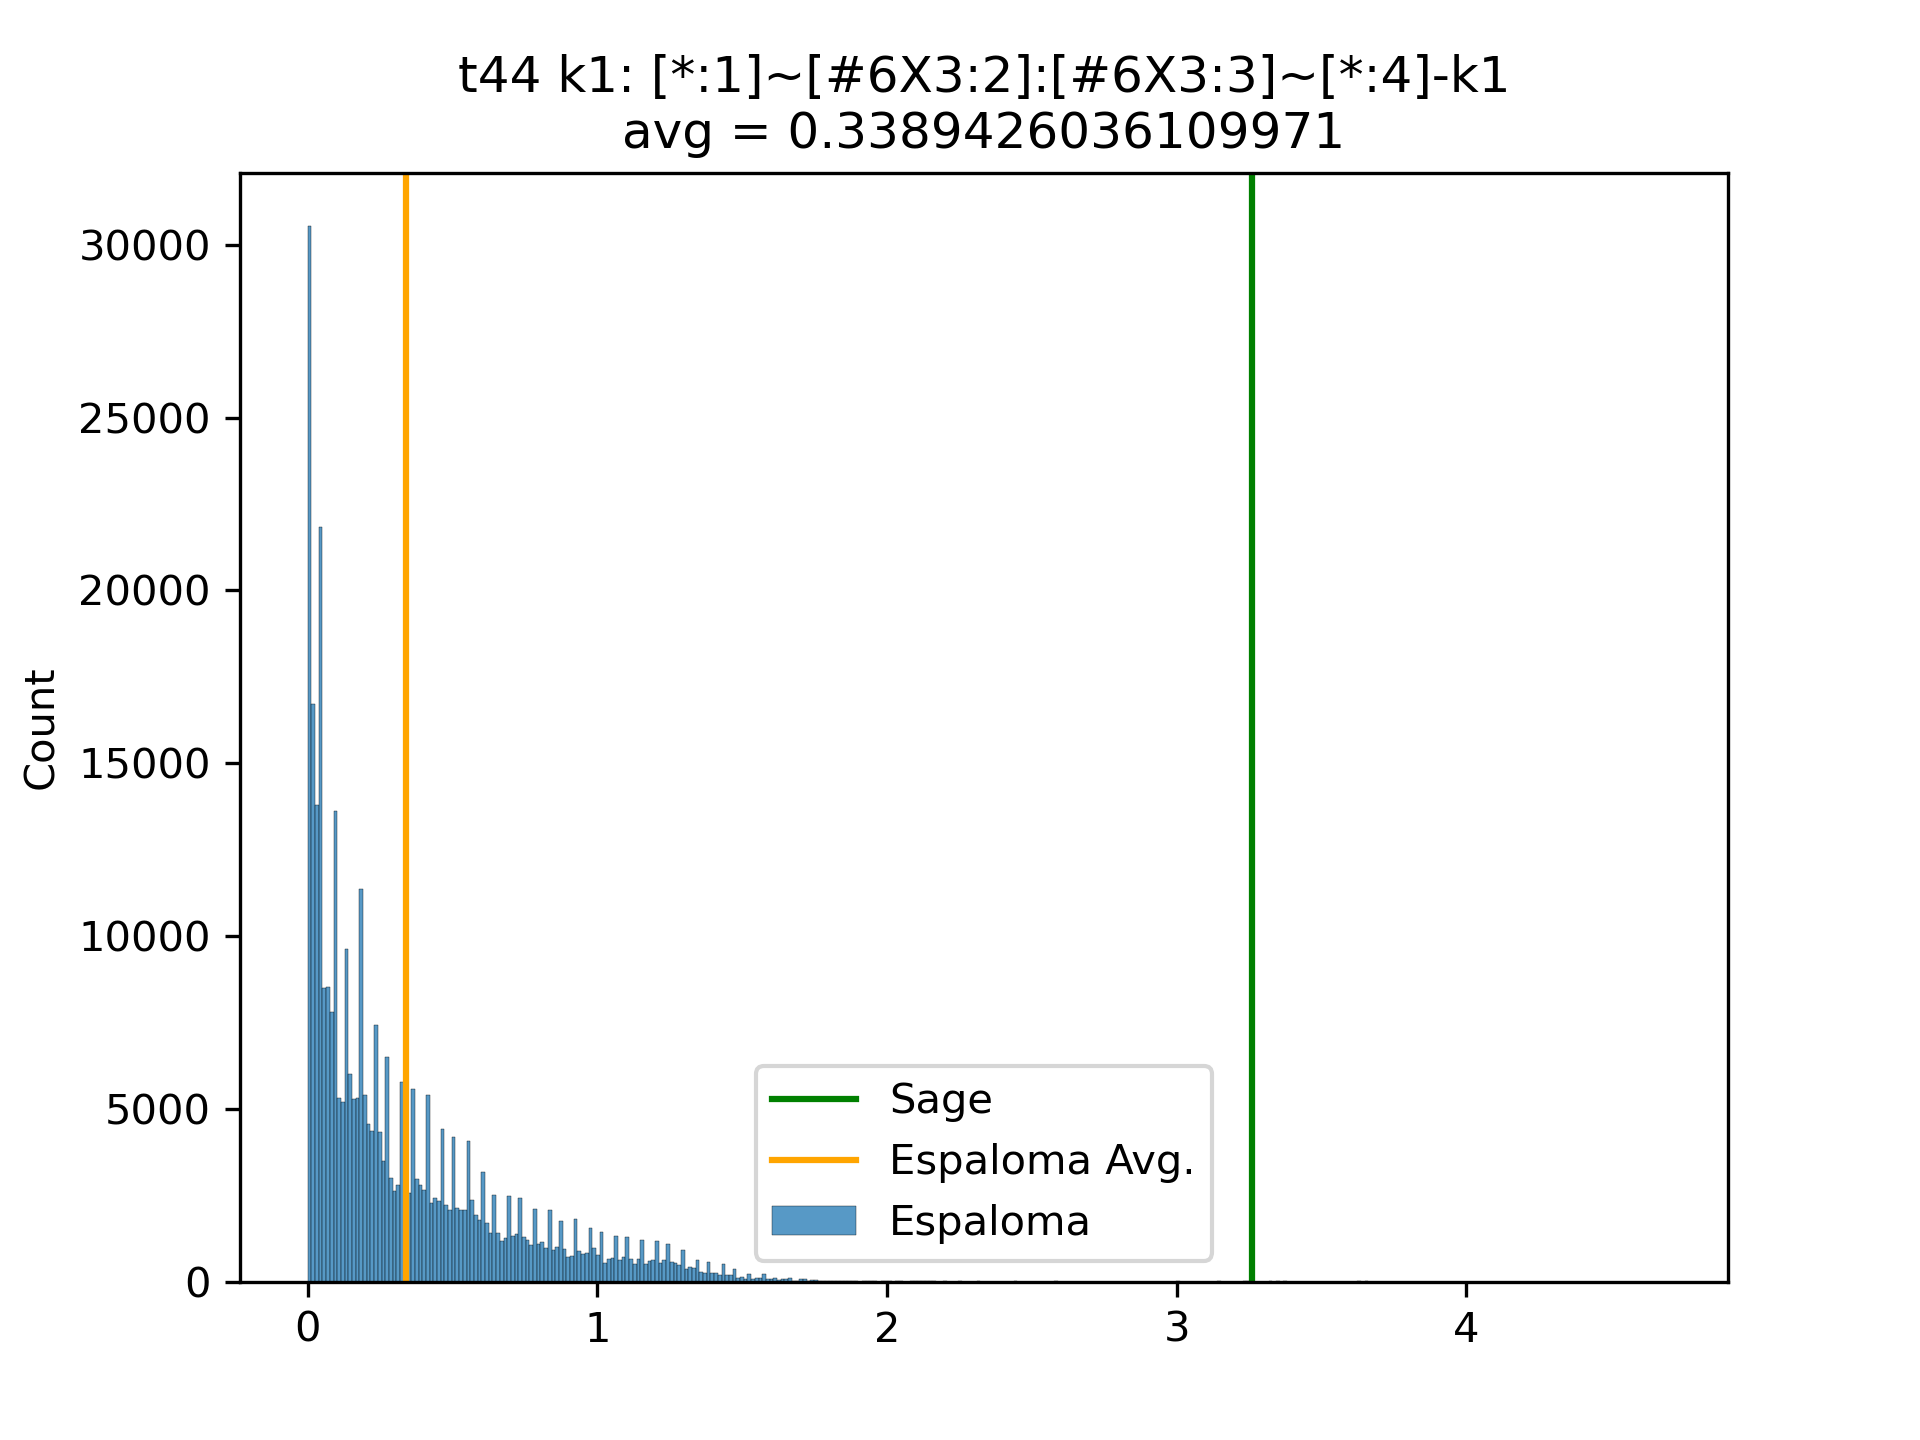 t44 k1: [*:1]~[#6X3:2]:[#6X3:3]~[*:4]-k1
avg = 0.3389426036109971
30000
25000
20000
15000
10000
5000
0
Count
Sage
Espaloma Avg.
Espaloma
0 1 2 3 4